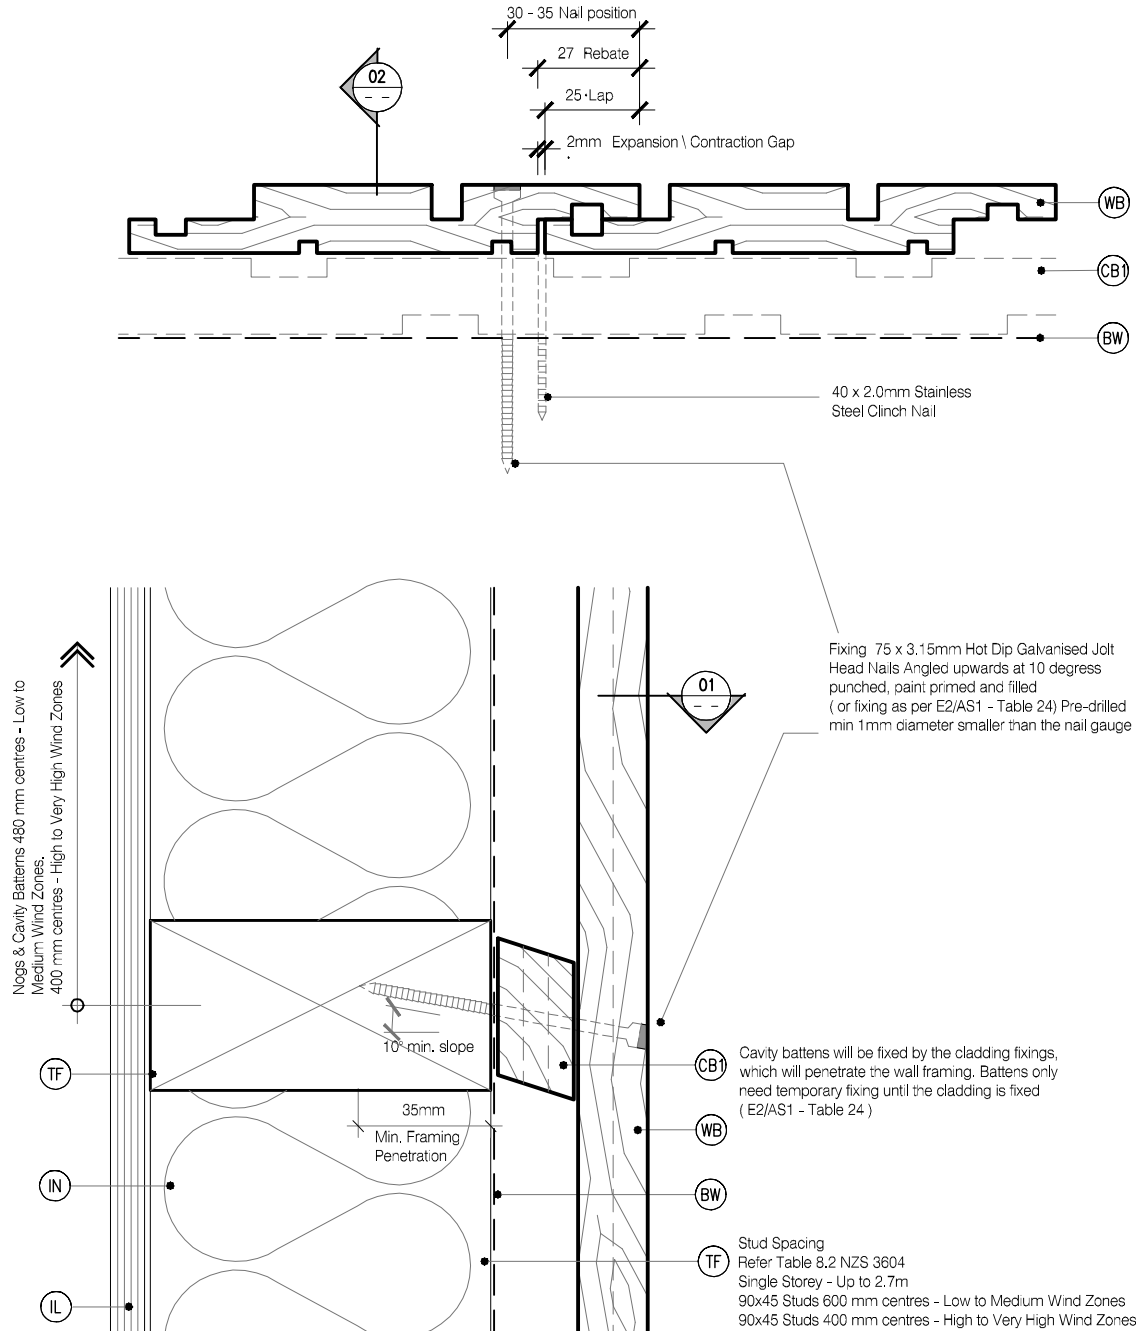 30 - 35 Nail position
27 Rebate
25·Lap
2mm Expansion \ Contraction Gap
02
- -
WB
CB1
BW
40 x 2.0mm Stainless
Steel Clinch Nail
Fixing 75 x 3.15mm Hot Dip Galvanised Jolt
Head Nails Angled upwards at 10 degress
punched, paint primed and filled
( or fixing as per E2/AS1 - Table 24) Pre-drilled
min 1mm diameter smaller than the nail gauge
01
- -
Nogs & Cavity Batterns 480 mm centres - Low to
Medium Wind Zones.
400 mm centres - High to Very High Wind Zones
10° min. slope
TF
35mm
Min. Framing
Penetration
CB1
Cavity battens will be fixed by the cladding fixings,
which will penetrate the wall framing. Battens only
need temporary fixing until the cladding is fixed
( E2/AS1 - Table 24 )
WB
IN
BW
TF
Stud Spacing
Refer Table 8.2 NZS 3604
Single Storey - Up to 2.7m
90x45 Studs 600 mm centres - Low to Medium Wind Zones
90x45 Studs 400 mm centres - High to Very High Wind Zones
IL